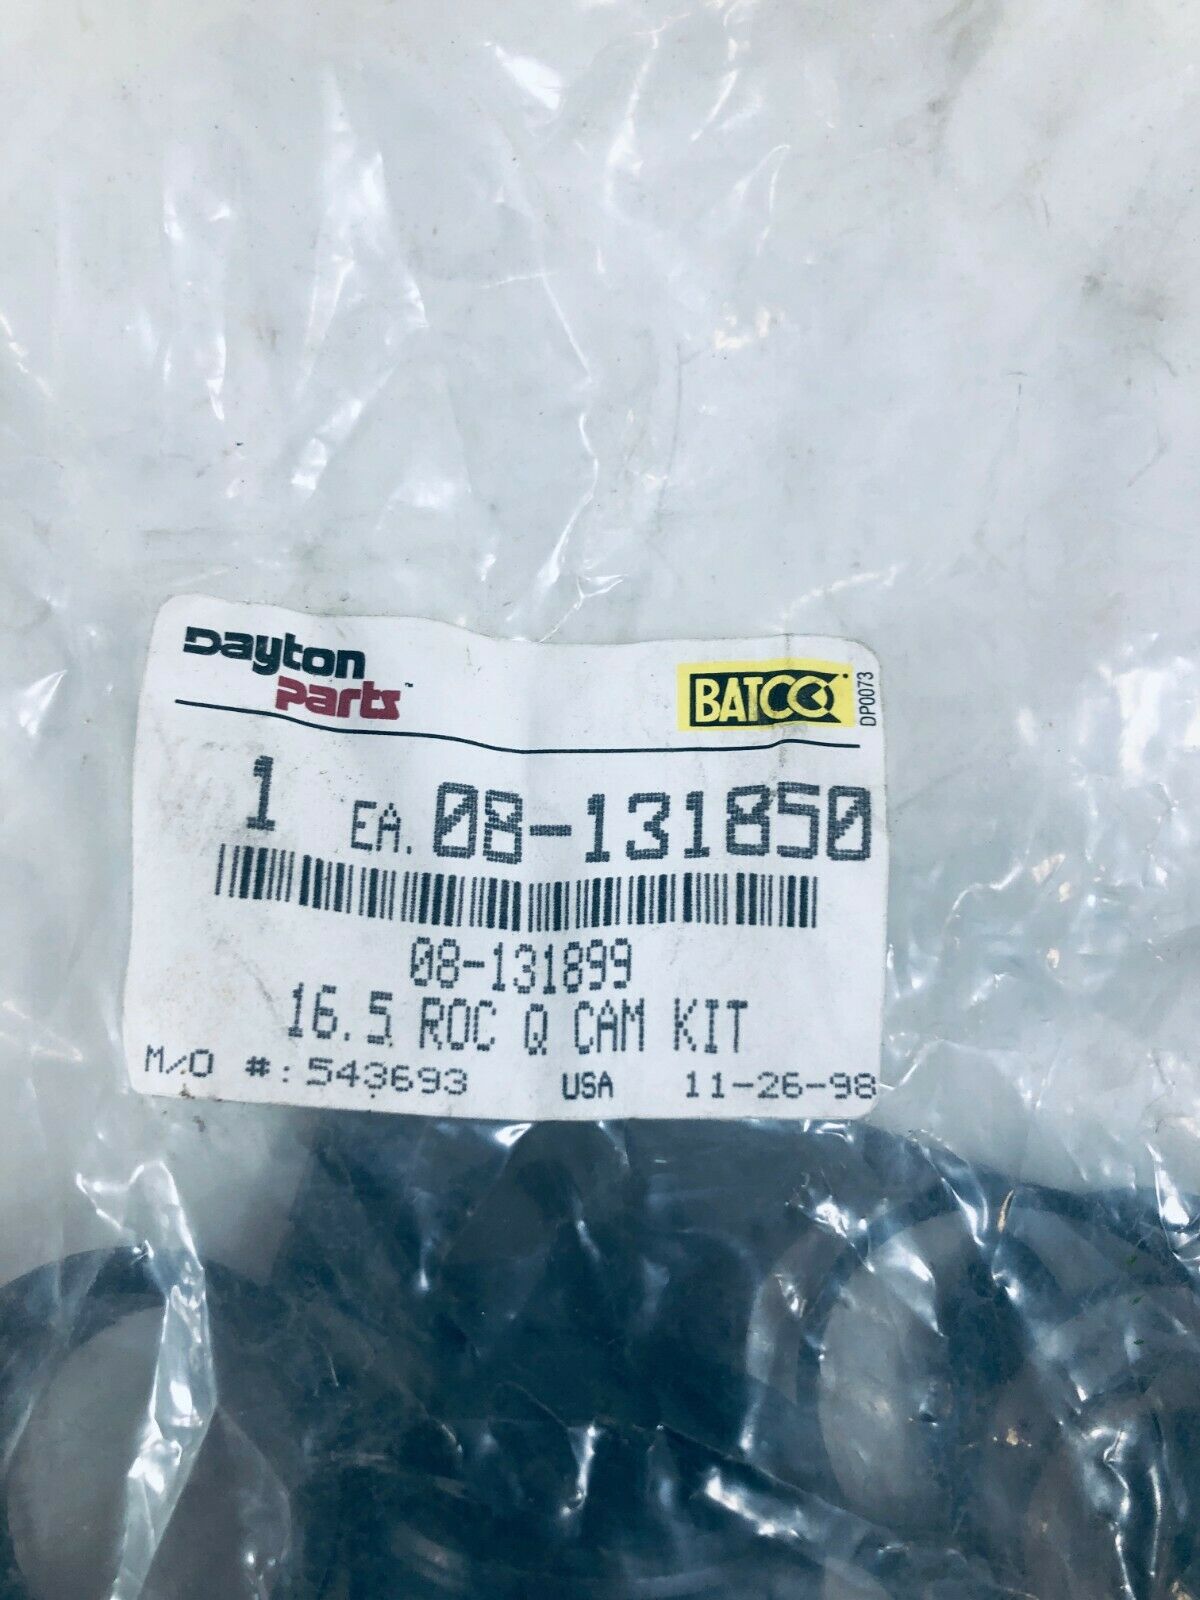 Dayton
Parts™
BATCO
DP0073
1 EA. 08-131850
08-131899
16.5 ROC Q CAM KIT
M/O #: 543693 USA 11-26-98